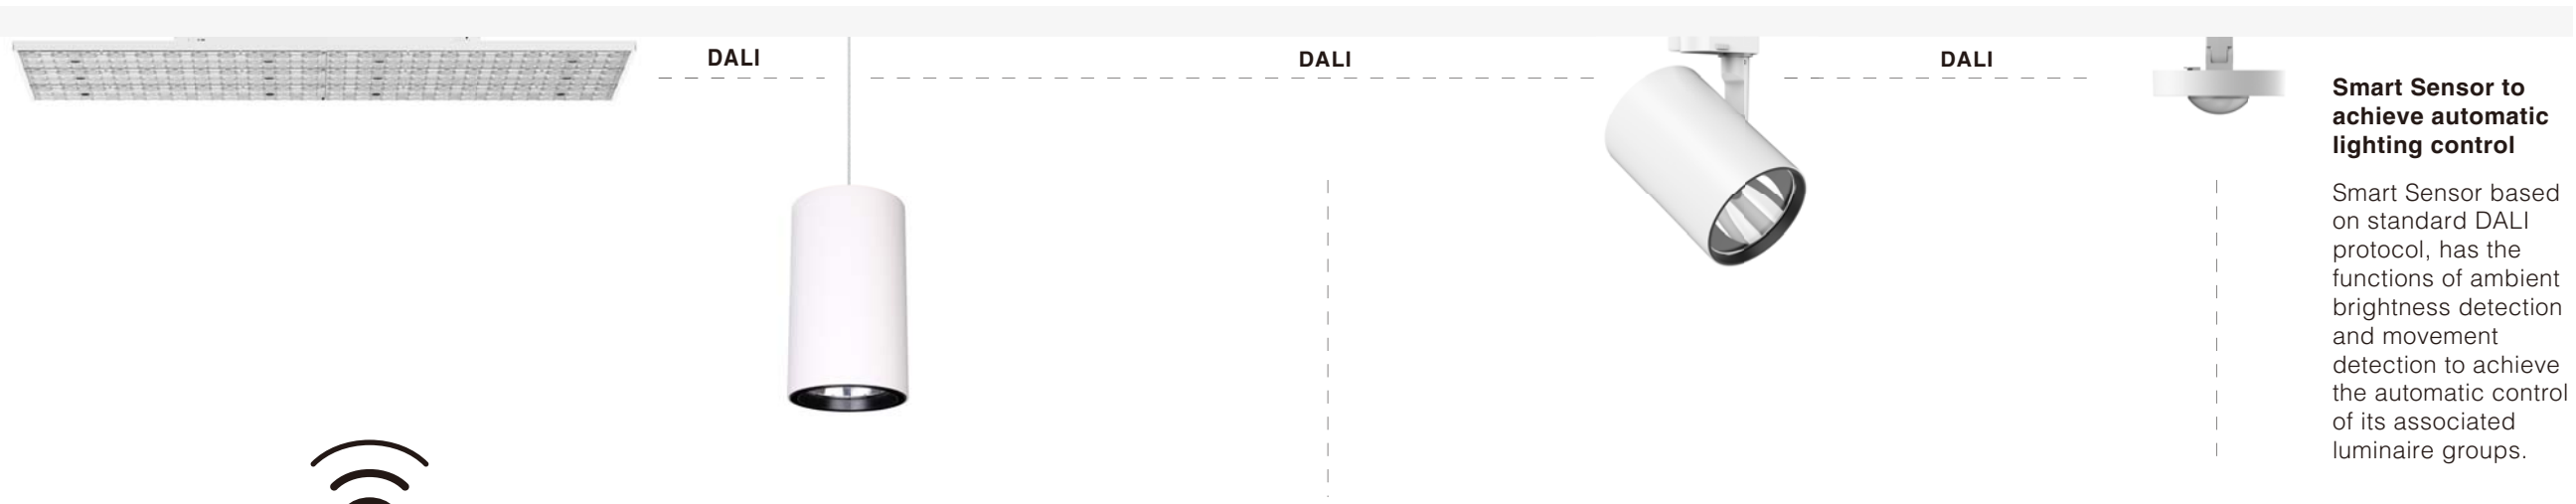 DALI
DALI
DALI
Smart Sensor to
achieve automatic
lighting control
Smart Sensor based
on standard DALI
protocol, has the
functions of ambient
brightness detection
and movement
detection to achieve
the automatic control
of its associated
luminaire groups.